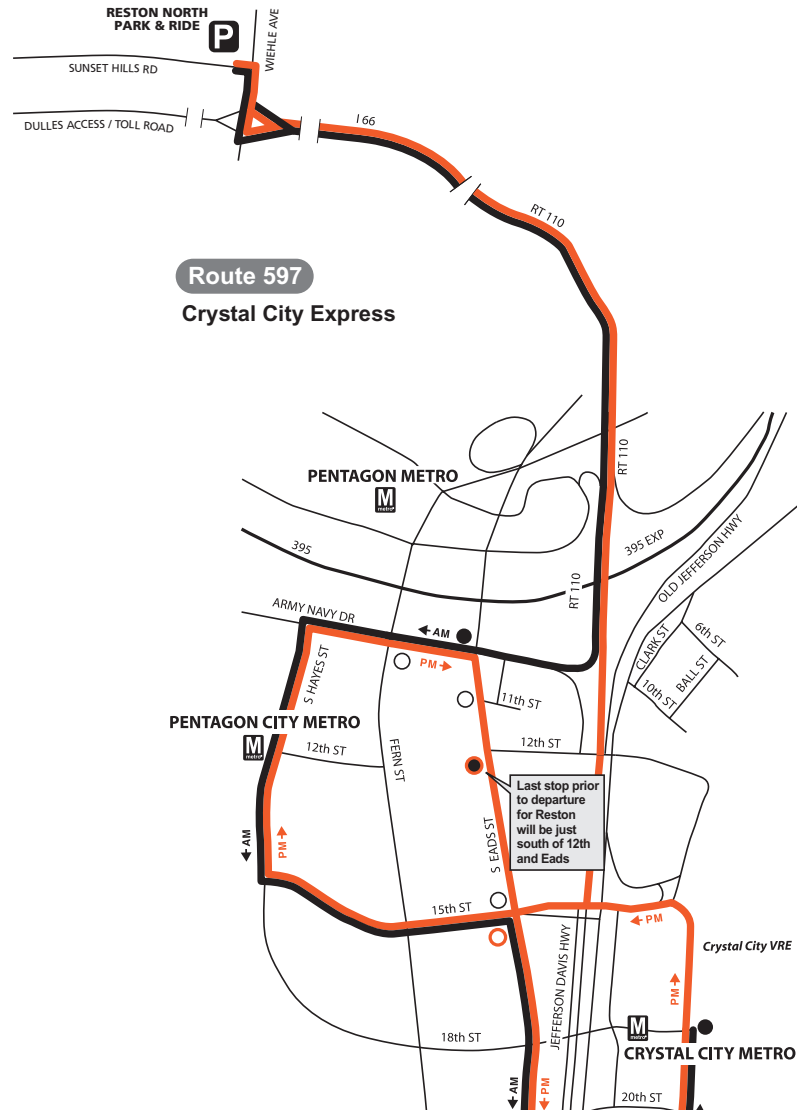 RESTON NORTH
PARK & RIDE
P
WIEHLE AVE
SUNSET HILLS RD
DULLES ACCESS / TOLL ROAD
I 66
RT 110
Route 597
Crystal City Express
RT 110
PENTAGON METRO
M
metro
395
395 EXP
OLD JEFFERSON HWY
RT 110
ARMY NAVY DR
AM
PM
CLARK ST
6th ST
BALL ST
10th ST
S HAYES ST
11th ST
PENTAGON CITY METRO
M
metro
12th ST
FERN ST
12th ST
Last stop prior
to departure
for Reston
will be just
south of 12th
and Eads
S EADS ST
AM
PM
15th ST
PM
JEFFERSON DAVIS HWY
Crystal City VRE
PM
18th ST
M
metro
CRYSTAL CITY METRO
AM
PM
20th ST